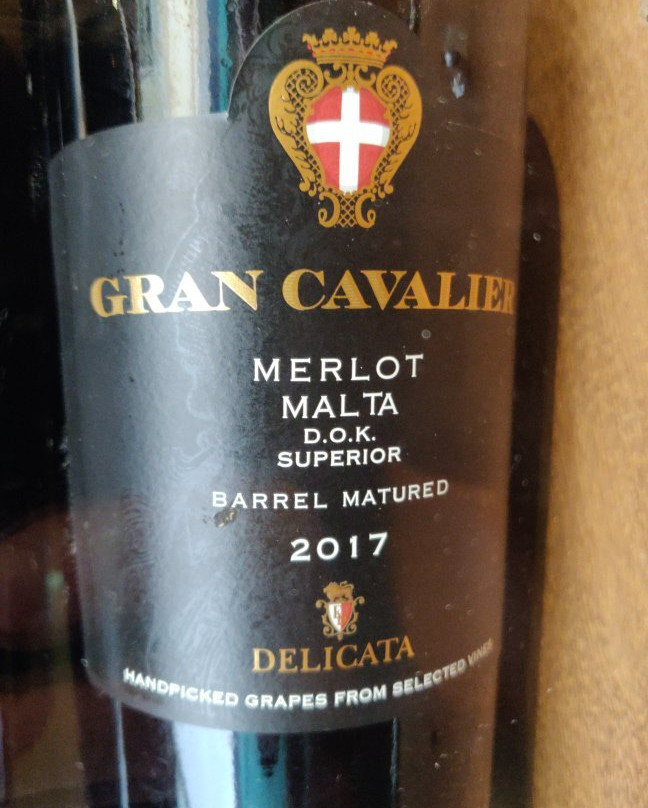 GRAN CAVALIER
MERLOT
MALTA
D.O.K.
SUPERIOR
BARREL MATURED
2017
DELICATA
HANDPICKED GRAPES FROM SELECTED VINES